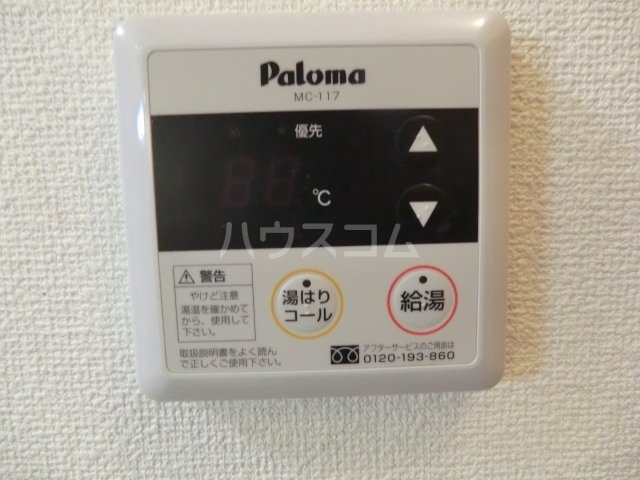 Paloma
MC-117
優先
℃
ハウスコム
警告
やけど注意
湯温を確かめて
から、使用して
下さい。
取扱説明書をよく読ん
で正しくご使用下さい。
湯はり
コール
給湯
アフターサービスのご用命は
0120-193-860